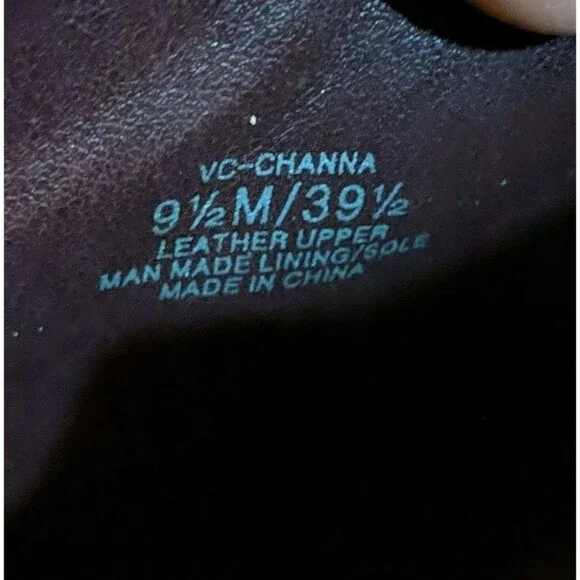 VC-CHANNA
9½M/39½
LEATHER UPPER
MAN MADE LINING/SOLE
MADE IN CHINA